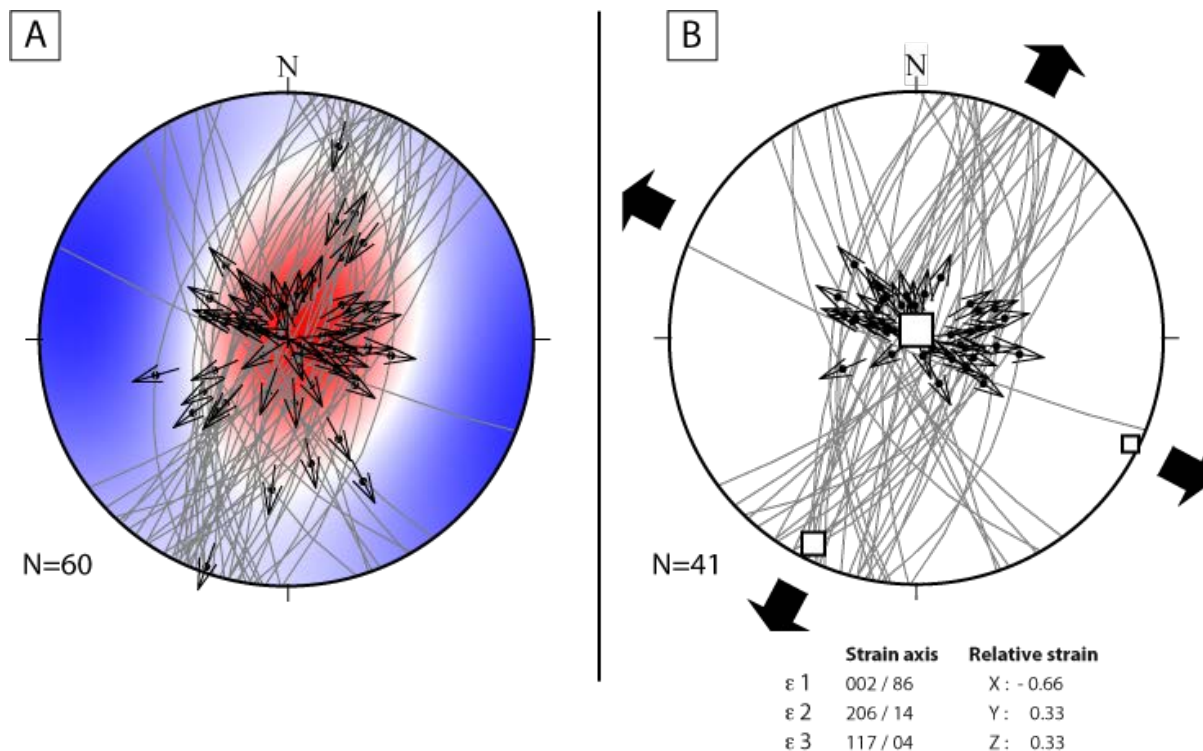 A
N
N=60
B
N
N=41
Strain axis Relative strain
ε 1 002 / 86 X : - 0.66
ε 2 206 / 14 Y : 0.33
ε 3 117 / 04 Z : 0.33